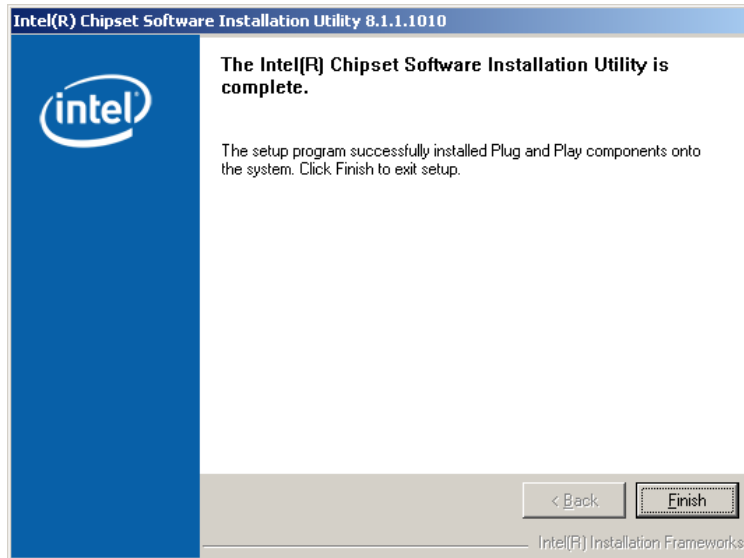 Intel(R) Chipset Software Installation Utility 8.1.1.1010
The Intel(R) Chipset Software Installation Utility is
complete.
intel
The setup program successfully installed Plug and Play components onto
the system. Click Finish to exit setup.
< Back
Finish
Intel(R) Installation Frameworks